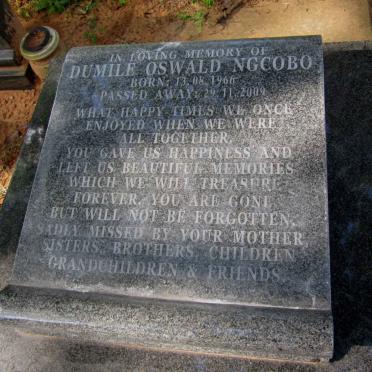 IN LOVING MEMORY OF
DUMILE OSWALD NGCOBO
BORN: 13.08.1966
PASSED AWAY: 29.11.2009
WHAT HAPPY TIMES WE ONCE
ENJOYED WHEN WE WERE
ALL TOGETHER.
YOU GAVE US HAPPINESS AND
LEFT US BEAUTIFUL MEMORIES
WHICH WE WILL TREASURE
FOREVER. YOU ARE GONE
BUT WILL NOT BE FORGOTTEN.
SADLY MISSED BY YOUR MOTHER,
SISTERS, BROTHERS, CHILDREN
GRANDCHILDREN & FRIENDS.